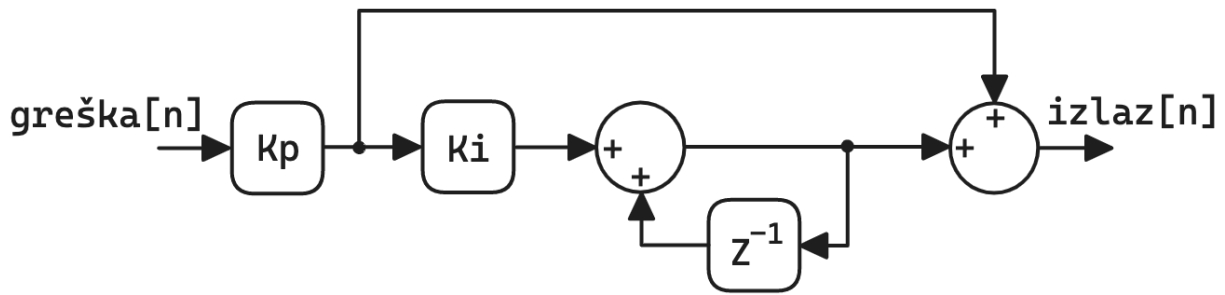 greška[n]
Kp
Ki
+
+
Z⁻¹
+
+
izlaz[n]